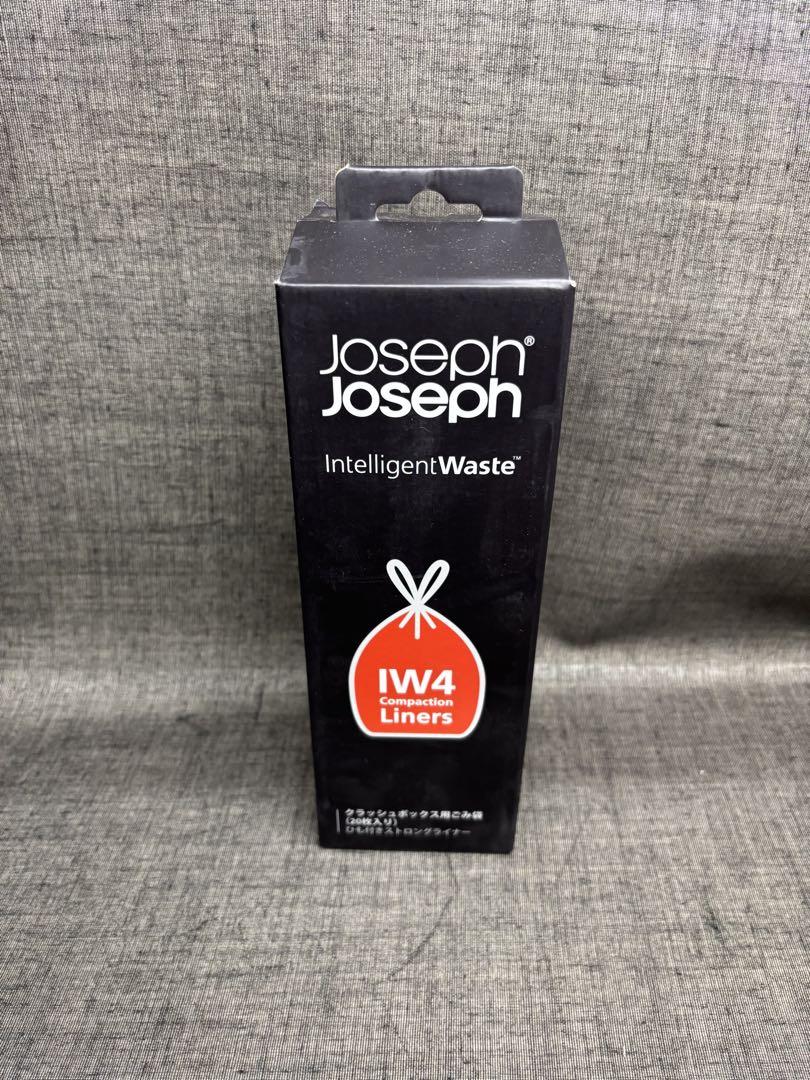 Joseph®
Joseph
IntelligentWaste™
IW4
Compaction
Liners
クラッシュボックス用ごみ袋
(20枚入り)
ひも付きストロングライナー